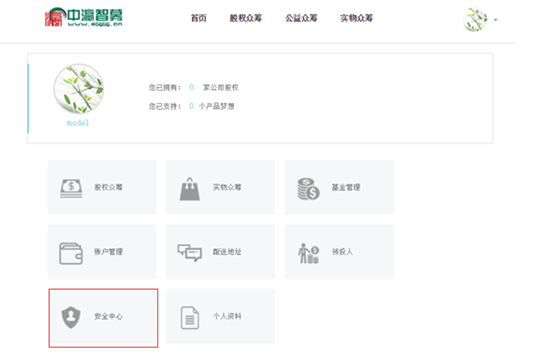 中瀛智募
首页 股权众筹 公益众筹 实物众筹
您已拥有： 0 家公司股权
您已支持： 0 个产品梦想
model
股权众筹 实物众筹 基金管理
账户管理 配送地址 领投人
安全中心 个人资料